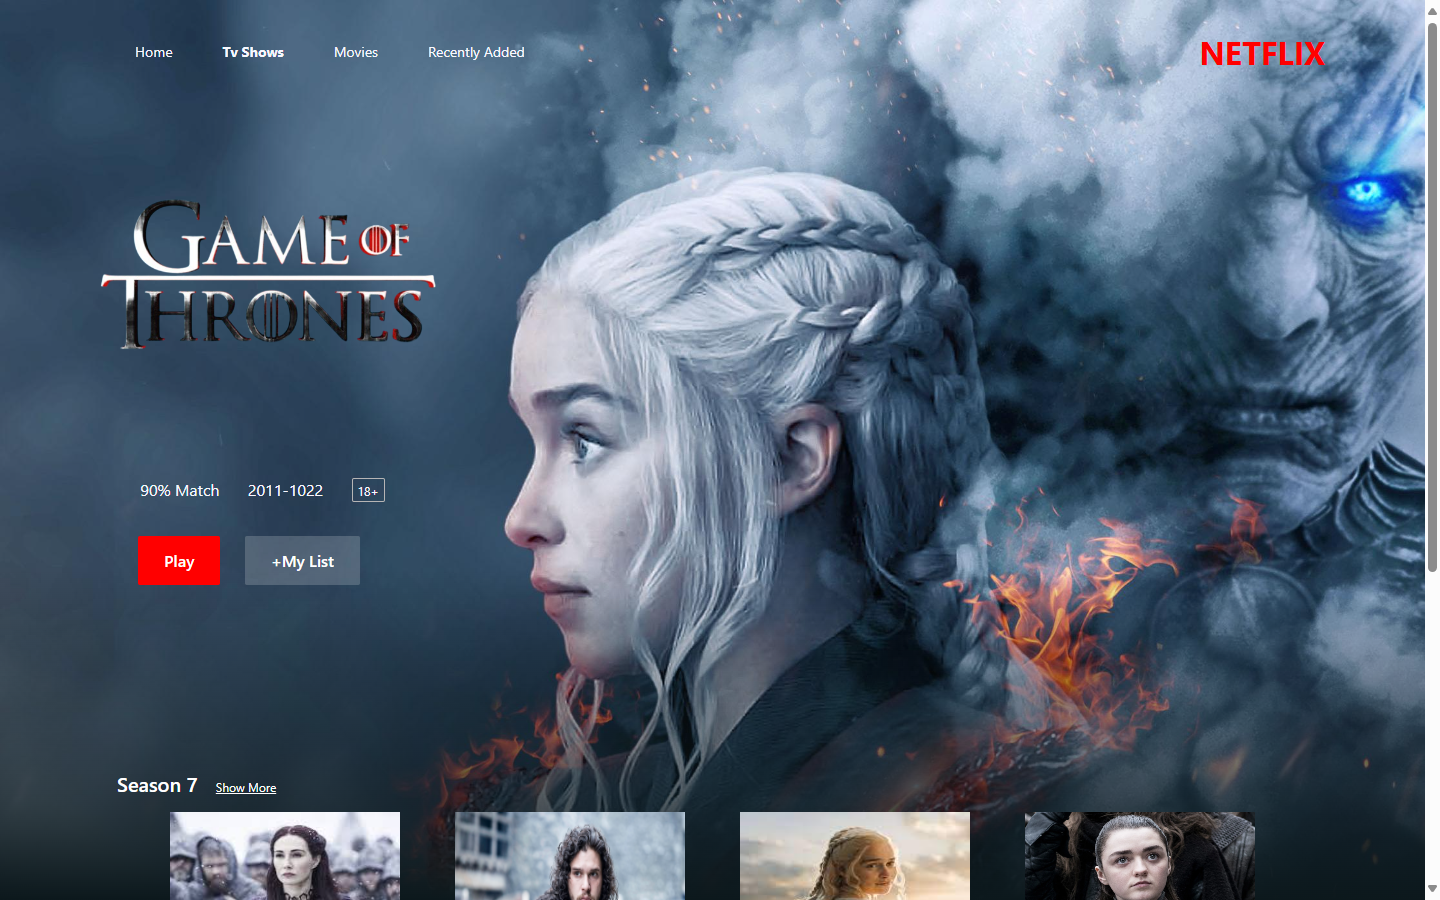 Home Tv Shows Movies Recently Added NETFLIX
GAME OF
THRONES
90% Match 2011-1022 18+
Play +My List
Season 7 Show More